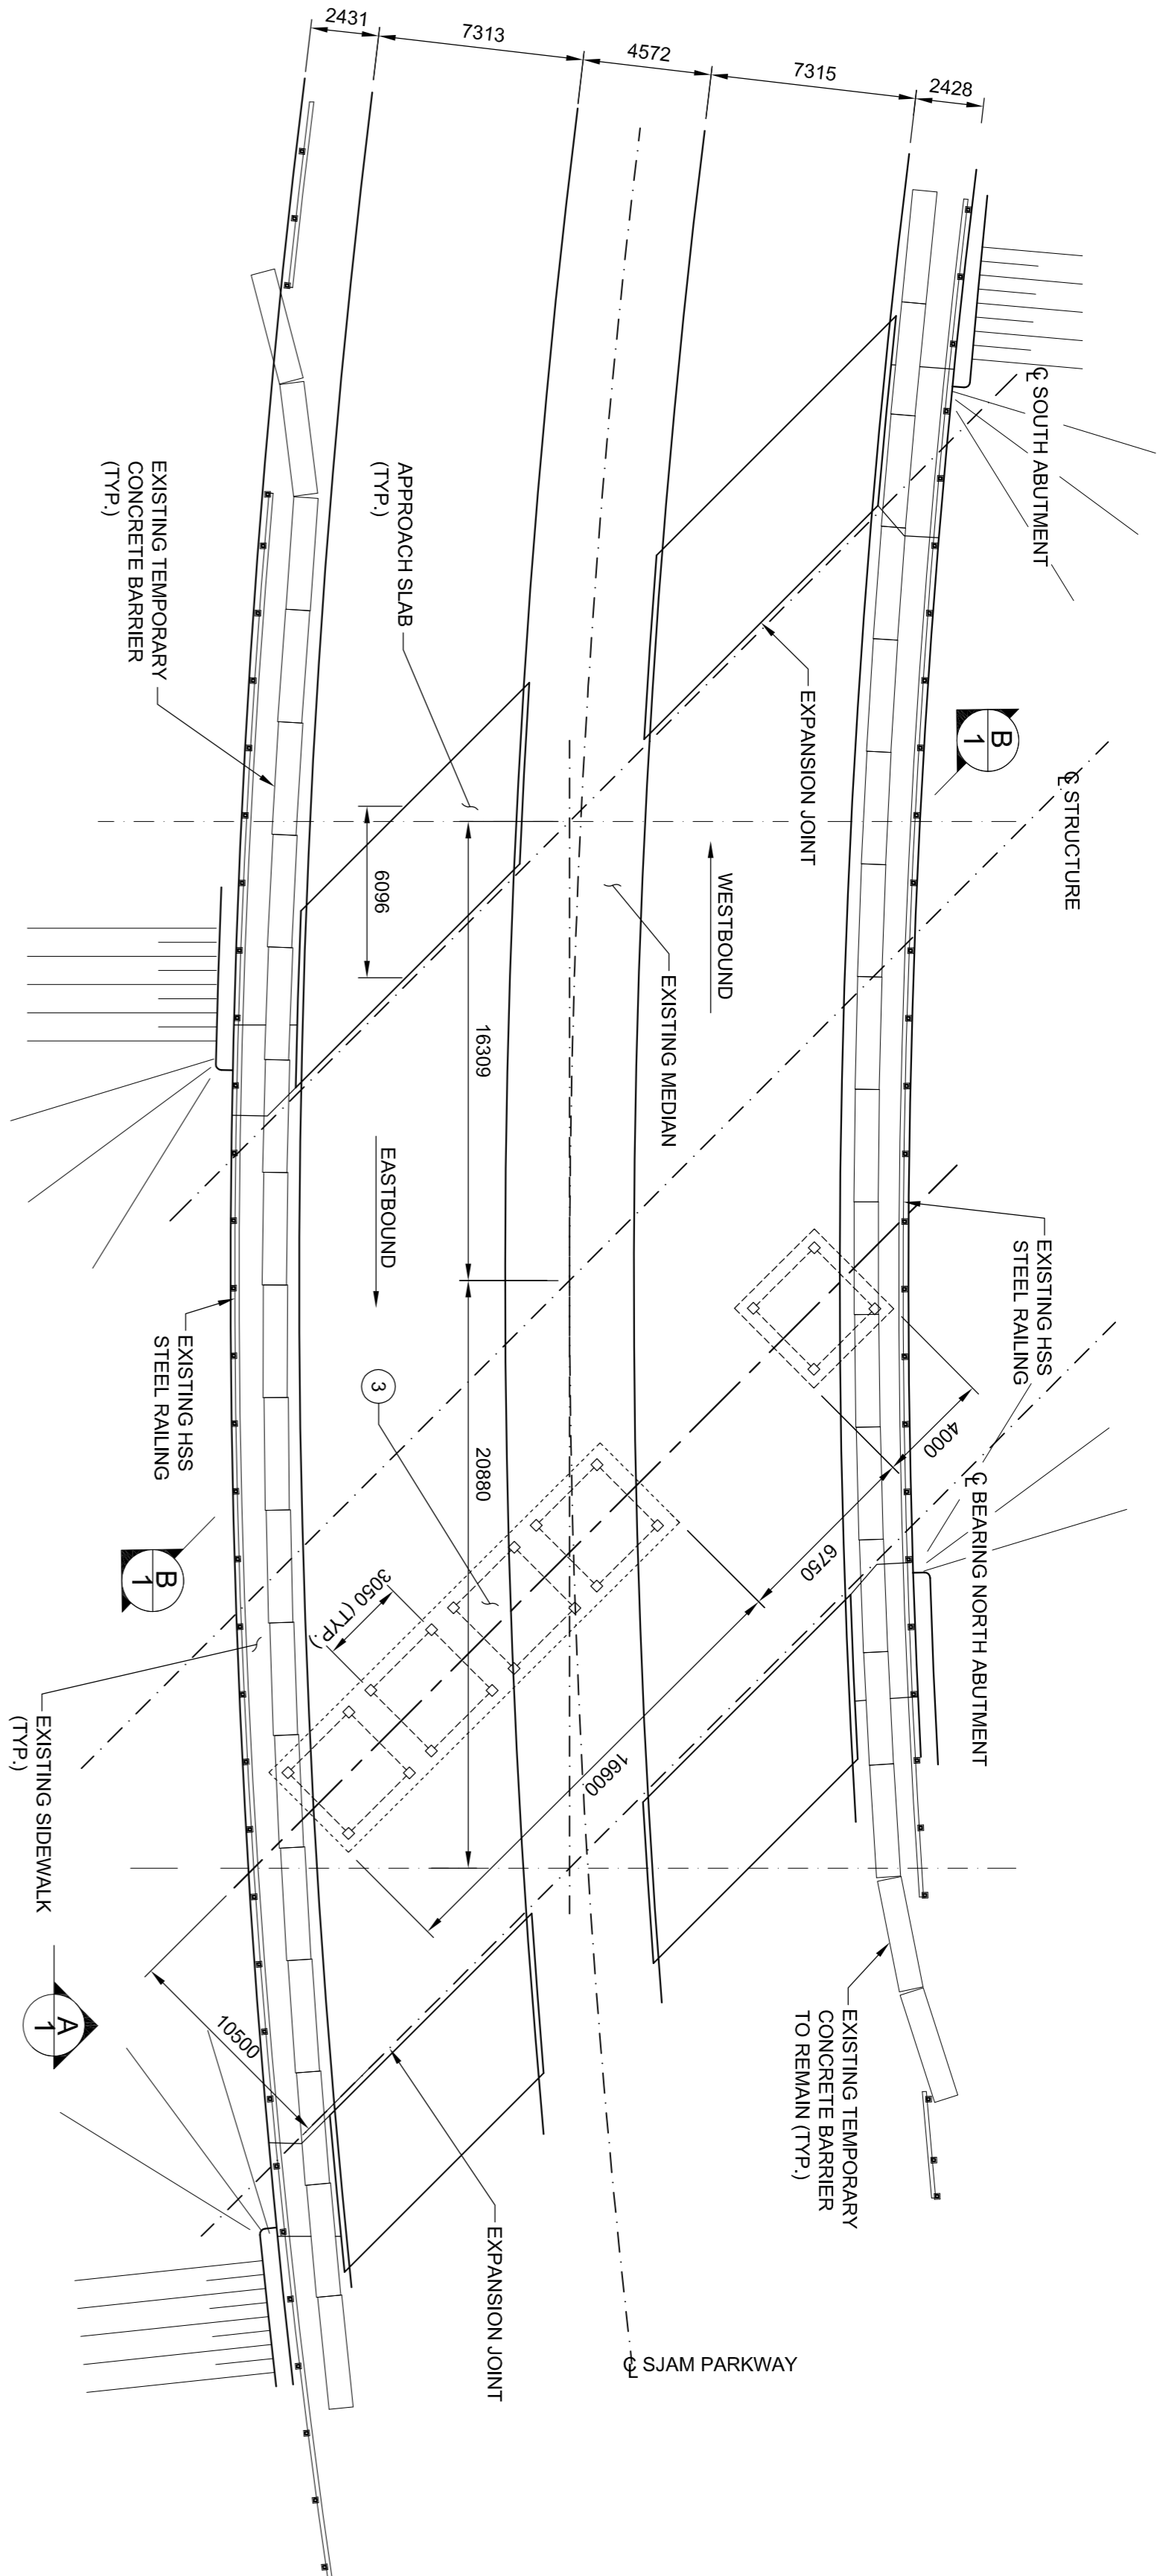 2431
7313
4572
7315
2428
℄ SOUTH ABUTMENT
EXISTING TEMPORARY
CONCRETE BARRIER
(TYP.)
APPROACH SLAB
(TYP.)
EXPANSION JOINT
B
1
℄ STRUCTURE
6096
16309
WESTBOUND
EXISTING MEDIAN
EASTBOUND
EXISTING HSS
STEEL RAILING
EXISTING HSS
STEEL RAILING
3
20880
4000
℄ BEARING NORTH ABUTMENT
6750
B
1
3050 (TYP.)
16600
EXISTING SIDEWALK
(TYP.)
A
1
10500
EXISTING TEMPORARY
CONCRETE BARRIER
TO REMAIN (TYP.)
EXPANSION JOINT
℄ SJAM PARKWAY